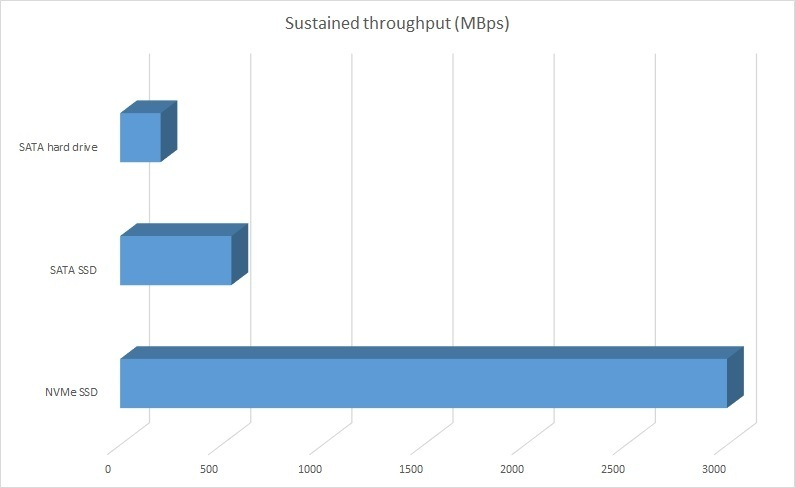 Sustained throughput (MBps)
SATA hard drive
SATA SSD
NVMe SSD
0 500 1000 1500 2000 2500 3000